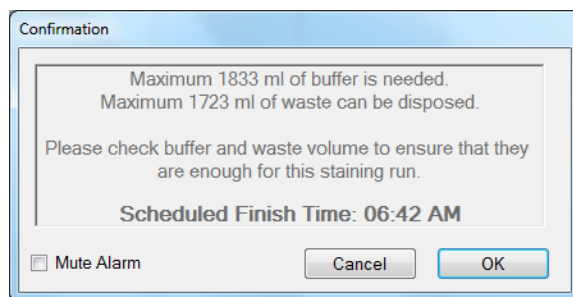 Confirmation
Maximum 1833 ml of buffer is needed.
Maximum 1723 ml of waste can be disposed.
Please check buffer and waste volume to ensure that they
are enough for this staining run.
Scheduled Finish Time: 06:42 AM
Mute Alarm
Cancel
OK